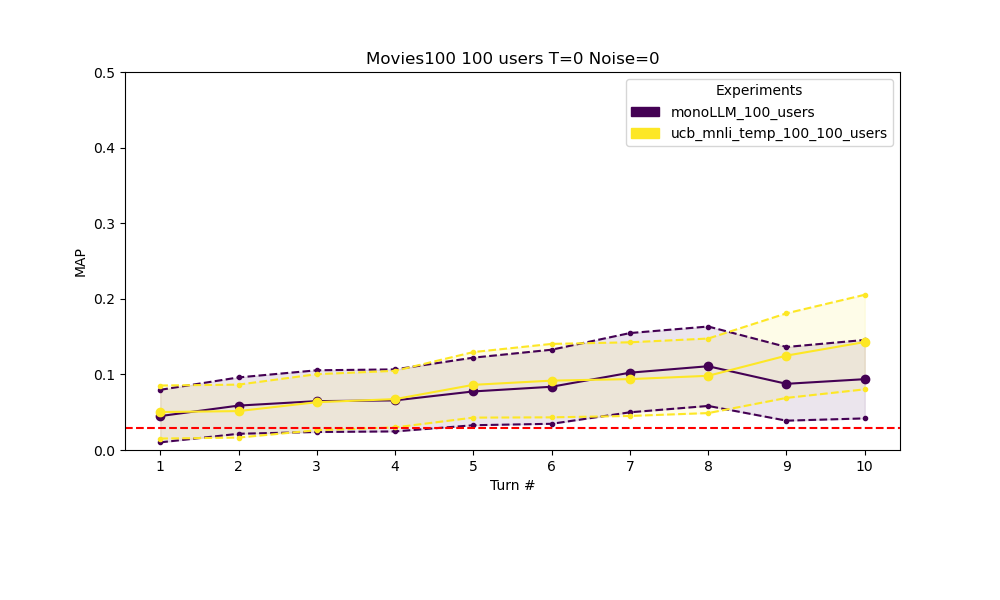 Movies100 100 users T=0 Noise=0
0.5
0.4
0.3
0.2
0.1
0.0
MAP
Experiments
monoLLM_100_users
ucb_mnli_temp_100_100_users
1 2 3 4 5 6 7 8 9 10
Turn #